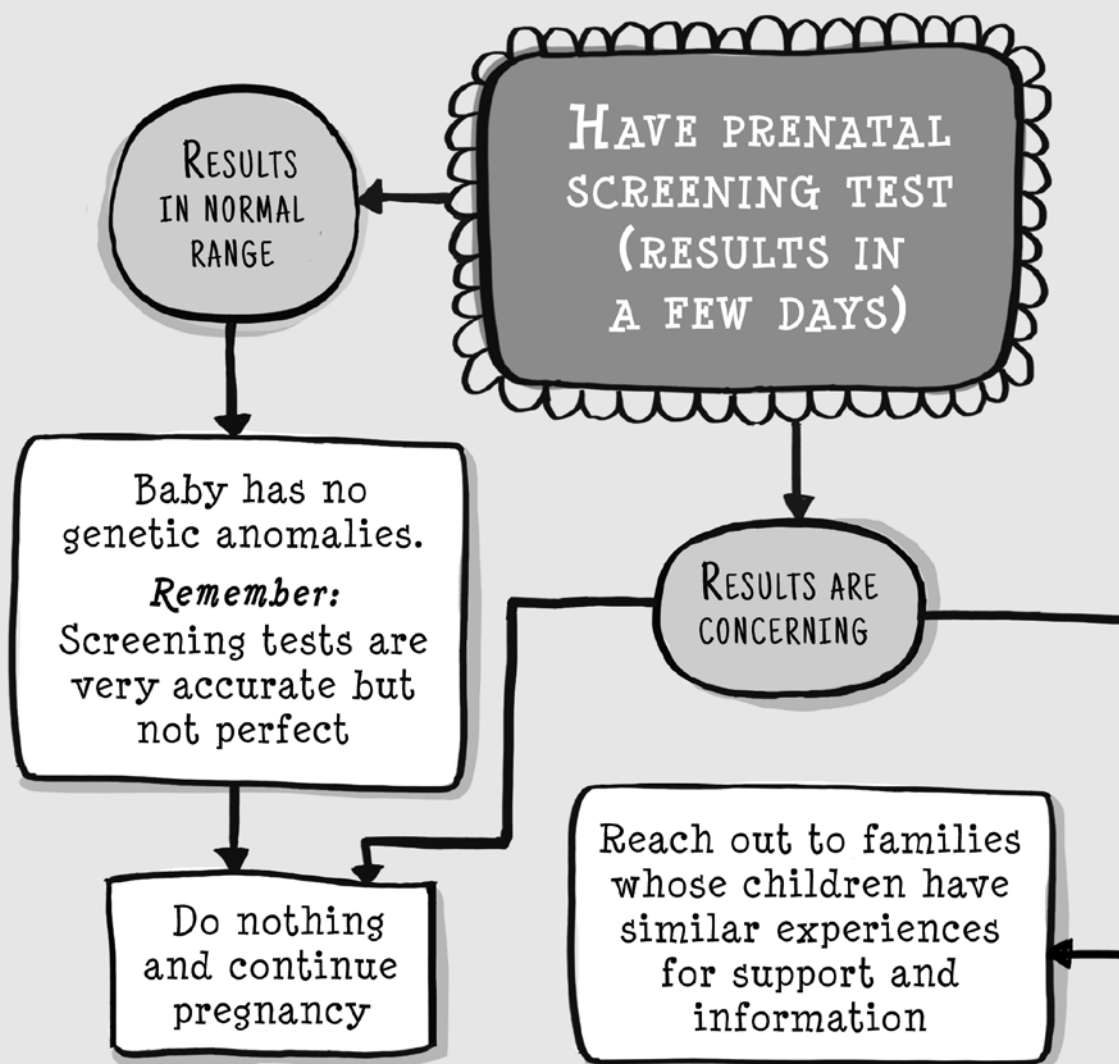 HAVE PRENATAL
SCREENING TEST
(RESULTS IN
A FEW DAYS)
RESULTS
IN NORMAL
RANGE
Baby has no
genetic anomalies.
Remember:
Screening tests are
very accurate but
not perfect
RESULTS ARE
CONCERNING
Do nothing
and continue
pregnancy
Reach out to families
whose children have
similar experiences
for support and
information